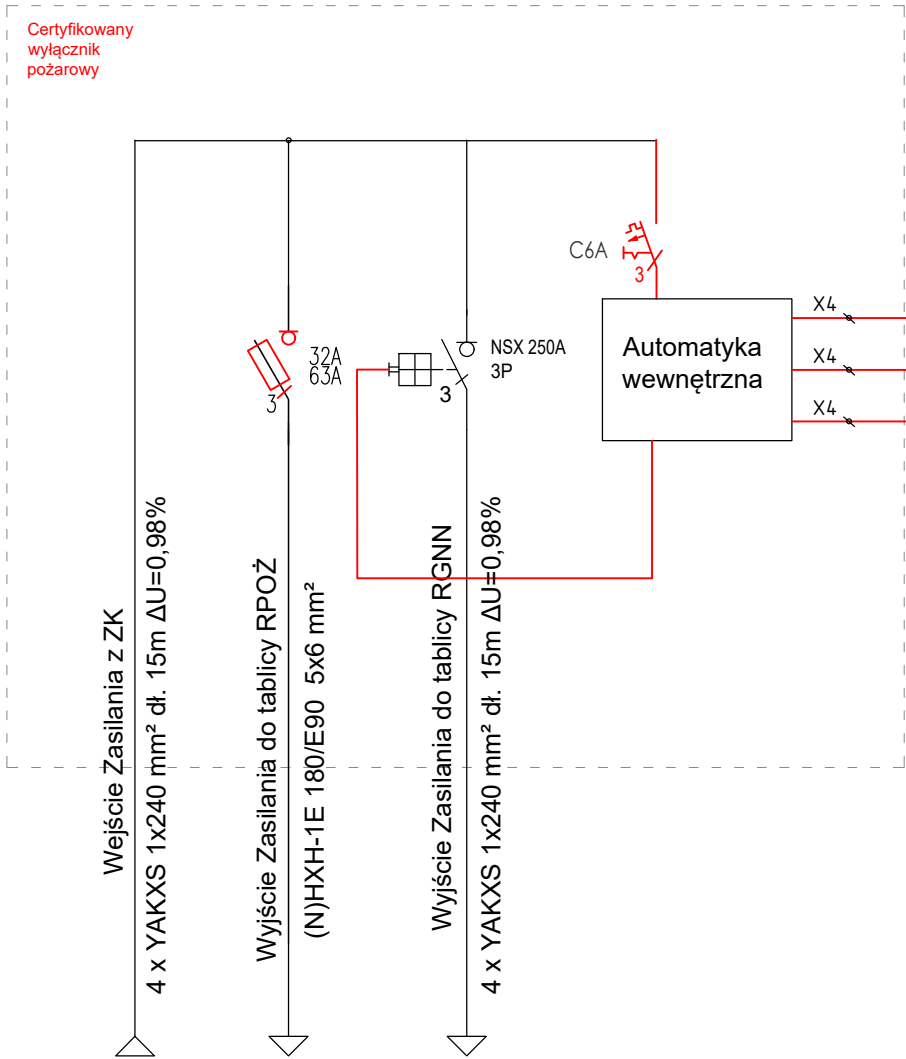 Certyfikowany
wyłącznik
pożarowy
C6A
3
Automatyka
wewnętrzna
X4
X4
X4
32A
63A
3
NSX 250A
3P
3
Wejście Zasilania z ZK
4 x YAKXS 1x240 mm² dł. 15m ΔU=0,98%
Wyjście Zasilania do tablicy RPOŻ
(N)HXH-1E 180/E90 5x6 mm²
Wyjście Zasilania do tablicy RGNN
4 x YAKXS 1x240 mm² dł. 15m ΔU=0,98%